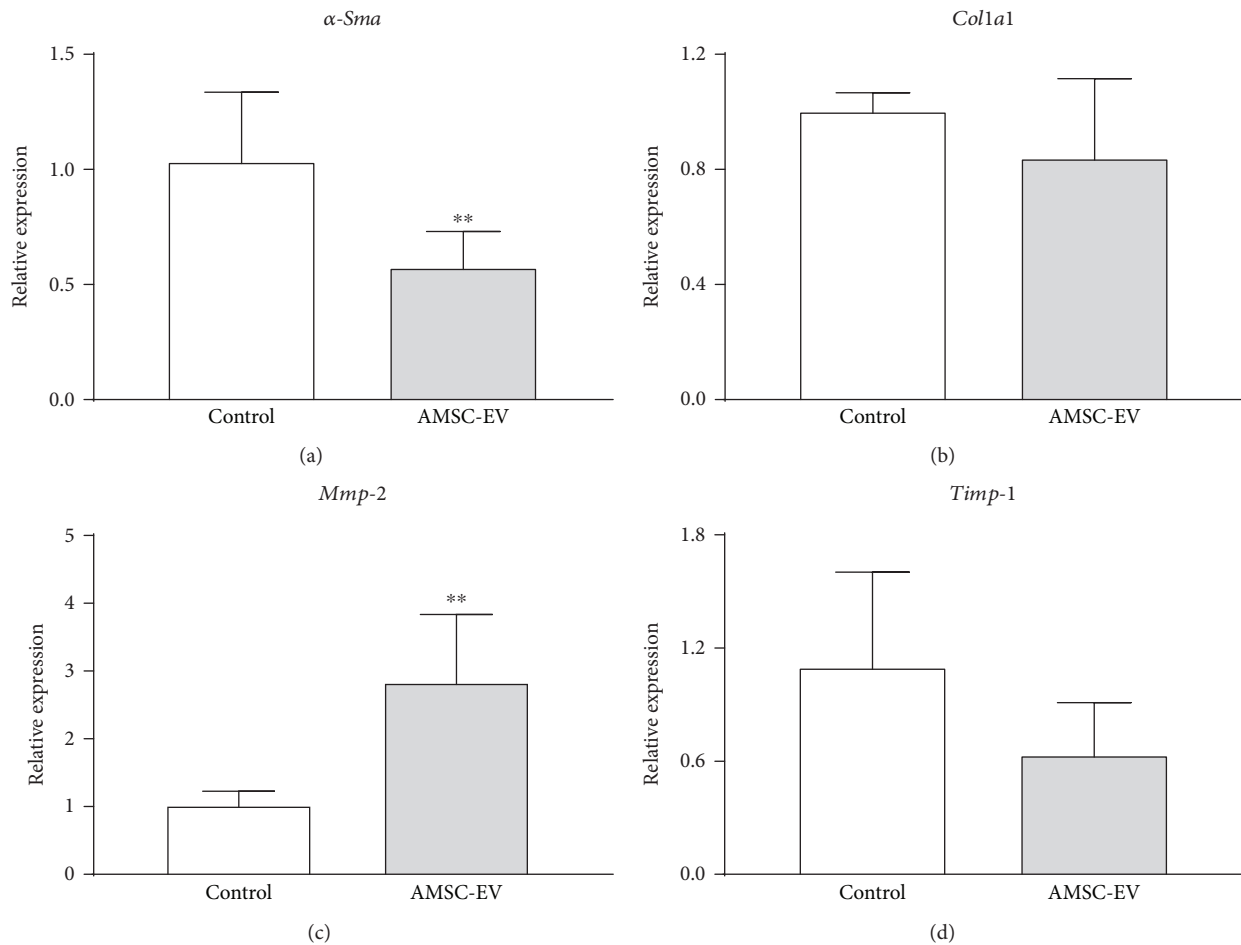 α-Sma
1.5
1.0
0.5
0.0
Relative expression
**
Control
AMSC-EV
(a)
Col1a1
1.2
0.8
0.4
0.0
Relative expression
Control
AMSC-EV
(b)
Mmp-2
5
4
3
2
1
0
Relative expression
**
Control
AMSC-EV
(c)
Timp-1
1.8
1.2
0.6
0.0
Relative expression
Control
AMSC-EV
(d)